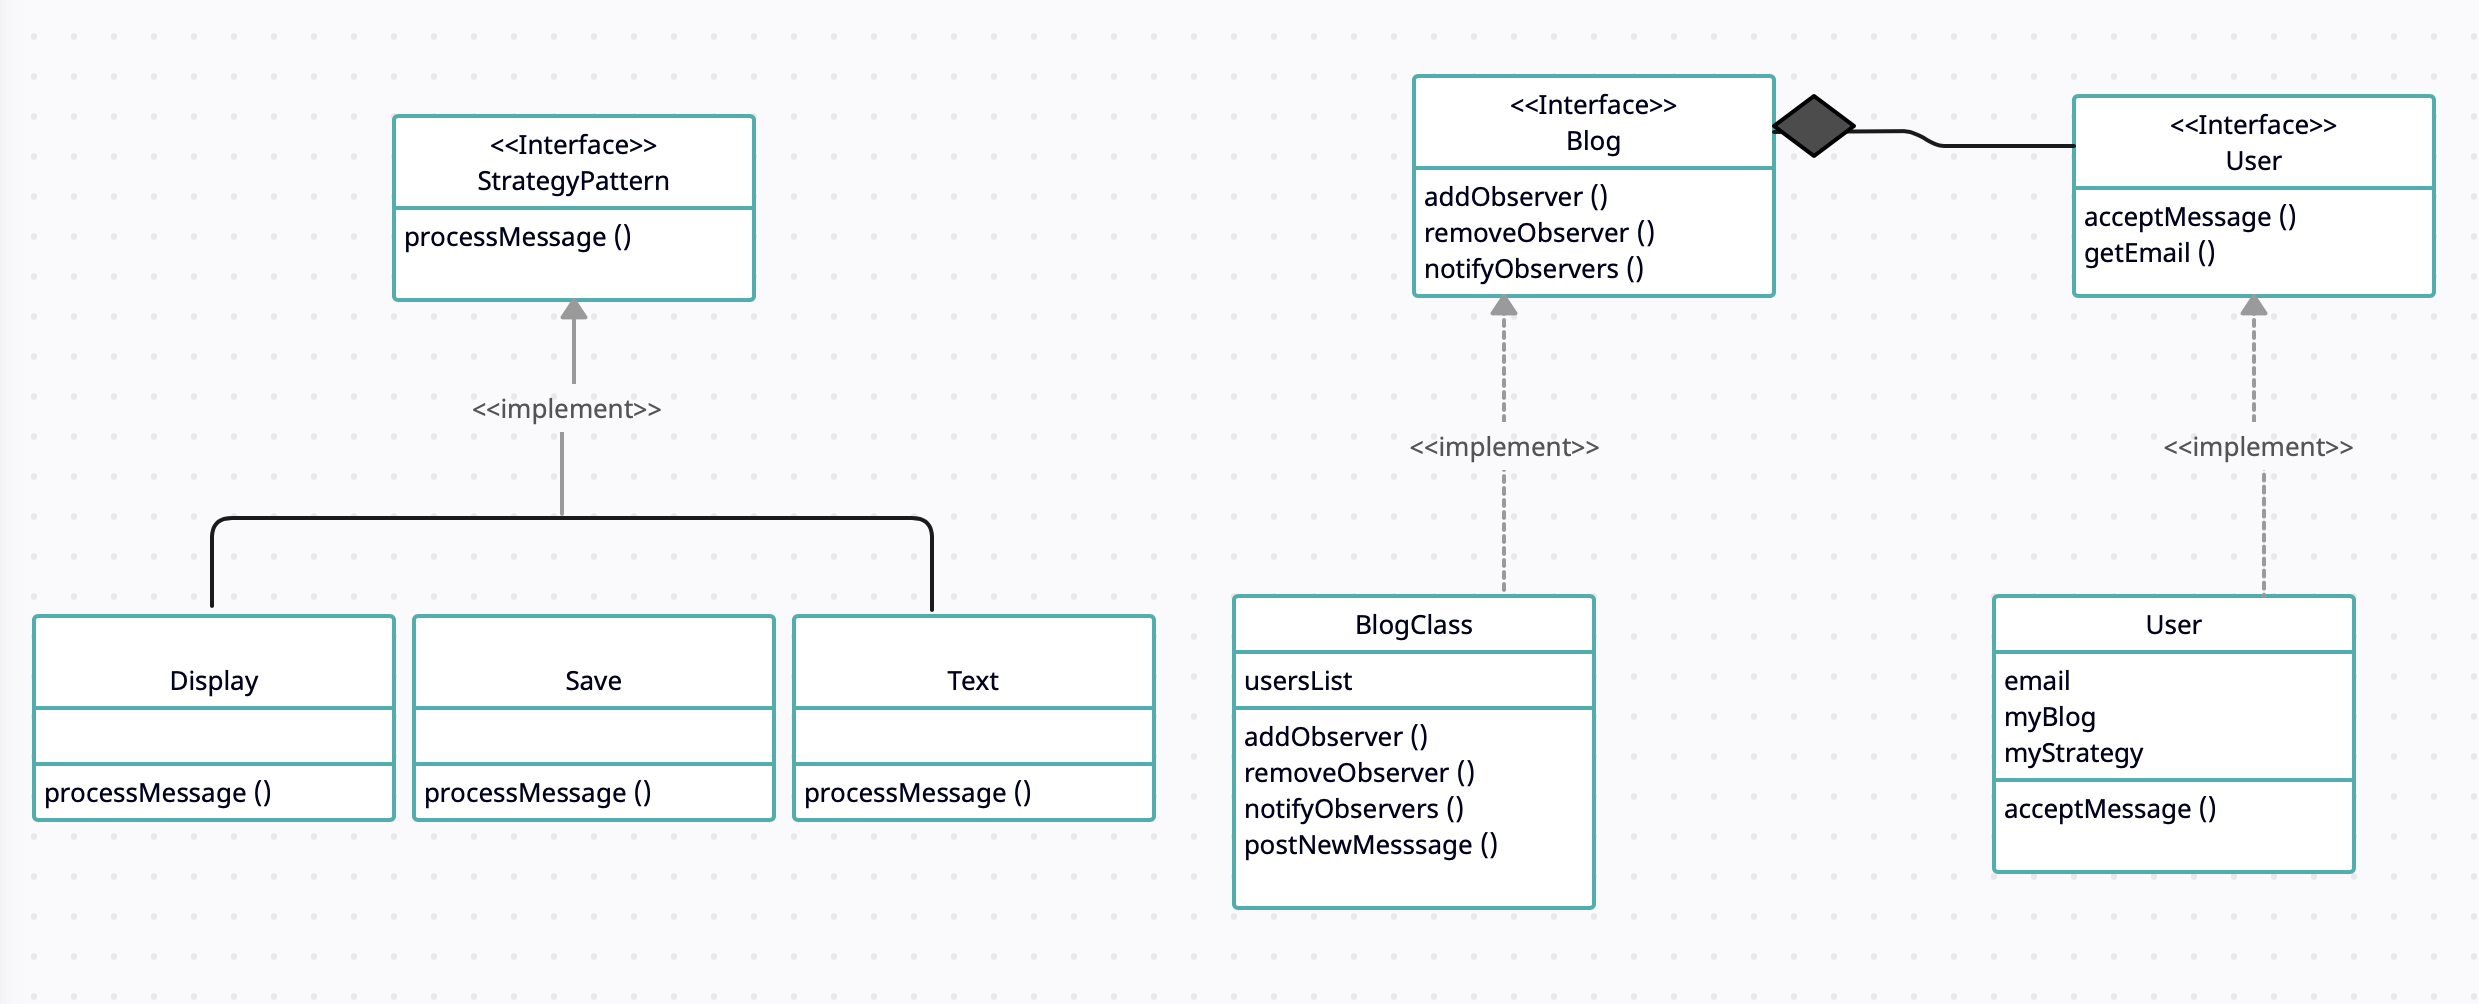 <<Interface>>
StrategyPattern
processMessage ()
<<implement>>
Display
processMessage ()
Save
processMessage ()
Text
processMessage ()
<<Interface>>
Blog
addObserver ()
removeObserver ()
notifyObservers ()
<<implement>>
BlogClass
usersList
addObserver ()
removeObserver ()
notifyObservers ()
postNewMesssage ()
<<Interface>>
User
acceptMessage ()
getEmail ()
<<implement>>
User
email
myBlog
myStrategy
acceptMessage ()